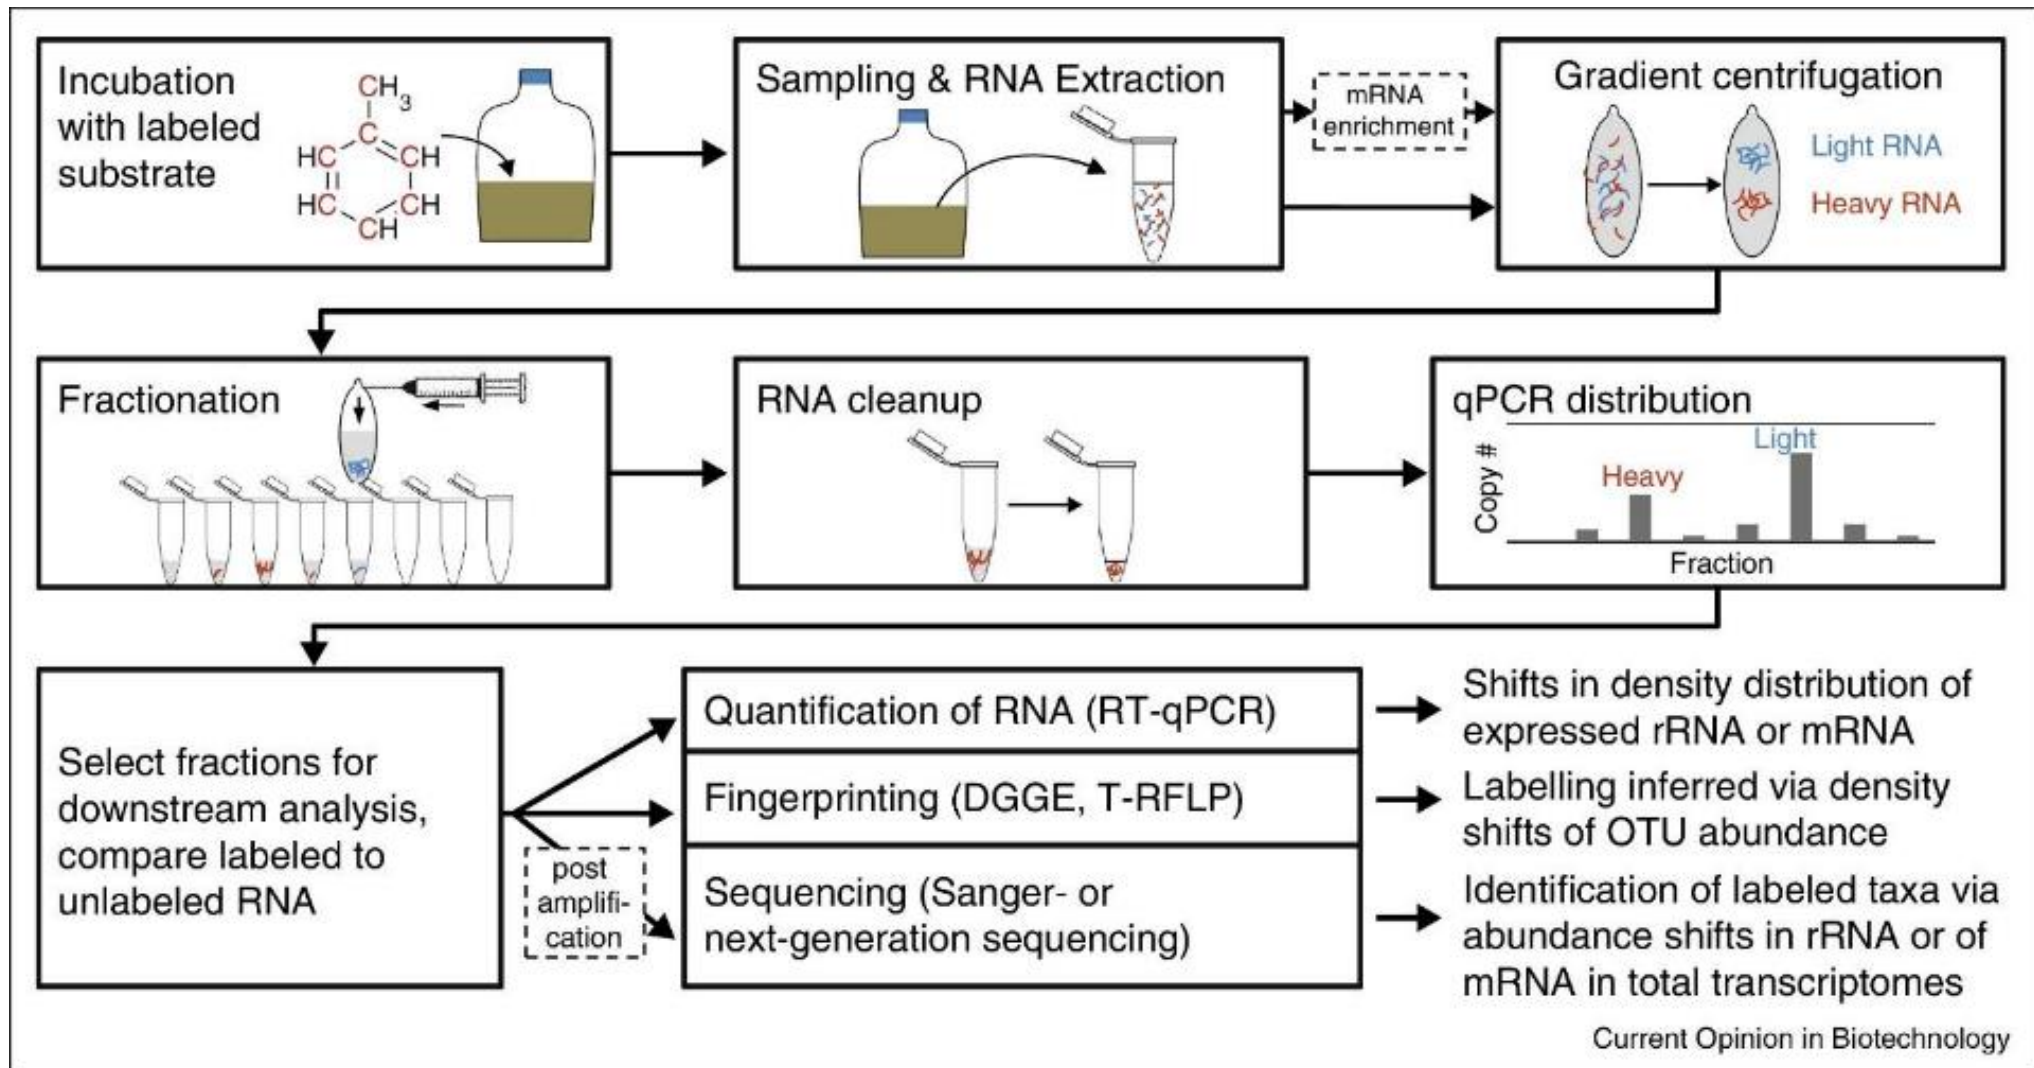 Incubation
with labeled
substrate
CH3
C
HC
CH
HC
CH
CH
Sampling & RNA Extraction
mRNA
enrichment
Gradient centrifugation
Light RNA
Heavy RNA
Fractionation
RNA cleanup
qPCR distribution
Copy #
Heavy
Light
Fraction
Select fractions for
downstream analysis,
compare labeled to
unlabeled RNA
post
amplifi-
cation
Quantification of RNA (RT-qPCR)
Fingerprinting (DGGE, T-RFLP)
Sequencing (Sanger- or
next-generation sequencing)
Shifts in density distribution of
expressed rRNA or mRNA
Labelling inferred via density
shifts of OTU abundance
Identification of labeled taxa via
abundance shifts in rRNA or of
mRNA in total transcriptomes
Current Opinion in Biotechnology